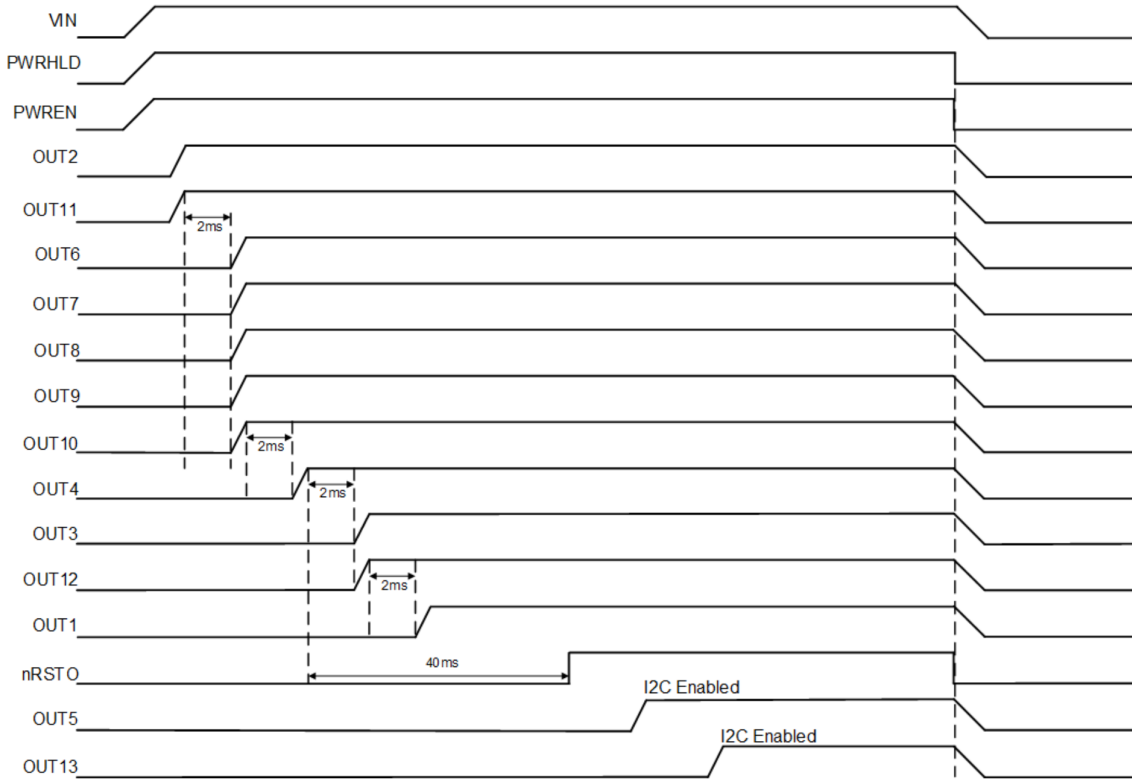 VIN
PWRHLD
PWREN
OUT2
OUT11
2ms
OUT6
OUT7
OUT8
OUT9
OUT10
2ms
OUT4
2ms
OUT3
OUT12
2ms
OUT1
nRSTO
40ms
I2C Enabled
OUT5
I2C Enabled
OUT13